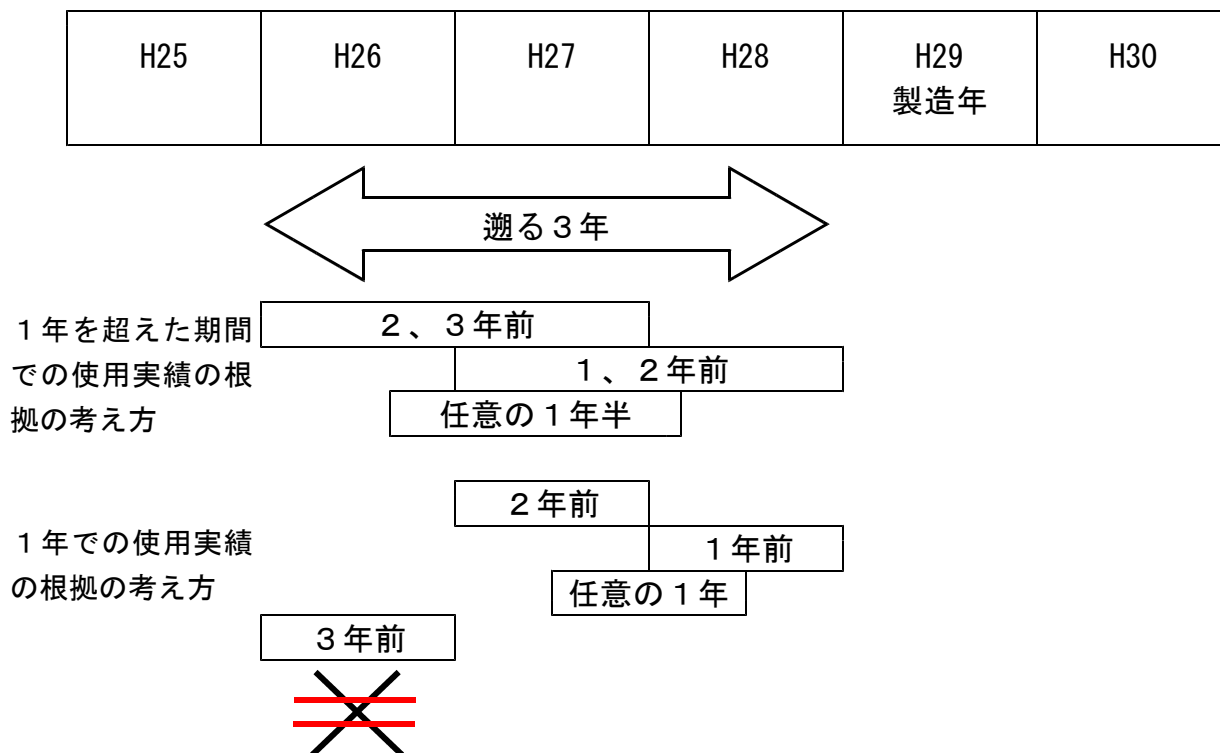 H25
H26
H27
H28
H29
製造年
H30
遡る３年
１年を超えた期間
での使用実績の根
拠の考え方
２、３年前
１、２年前
任意の１年半
１年での使用実績
の根拠の考え方
２年前
１年前
任意の１年
３年前